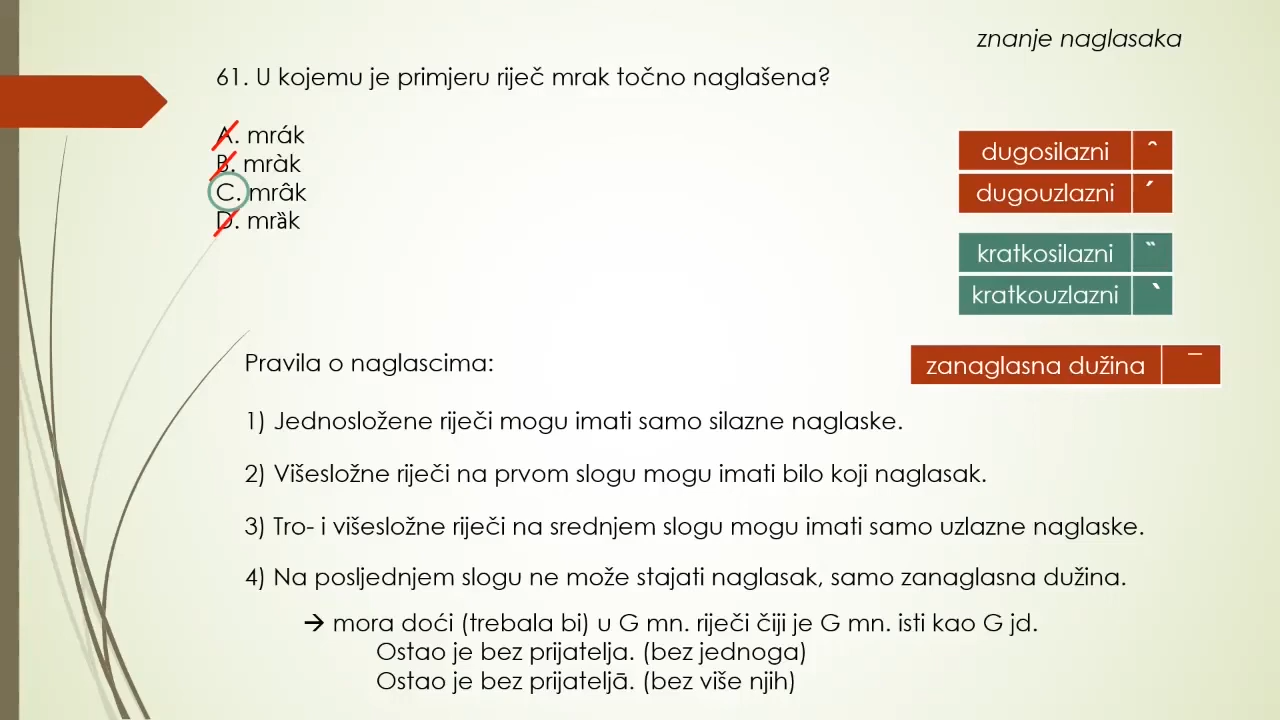 znanje naglasaka
61. U kojemu je primjeru riječ mrak točno naglašena?
A. mrák
B. mràk
C. mrâk
D. mrȁk
dugosilazni ̑
dugouzlazni ´
kratkosilazni ̏
kratkouzlazni `
Pravila o naglascima:
zanaglasna dužina ¯
1) Jednosložene riječi mogu imati samo silazne naglaske.
2) Višesložne riječi na prvom slogu mogu imati bilo koji naglasak.
3) Tro- i višesložne riječi na srednjem slogu mogu imati samo uzlazne naglaske.
4) Na posljednjem slogu ne može stajati naglasak, samo zanaglasna dužina.
→ mora doći (trebala bi) u G mn. riječi čiji je G mn. isti kao G jd.
Ostao je bez prijatelja. (bez jednoga)
Ostao je bez prijateljā. (bez više njih)